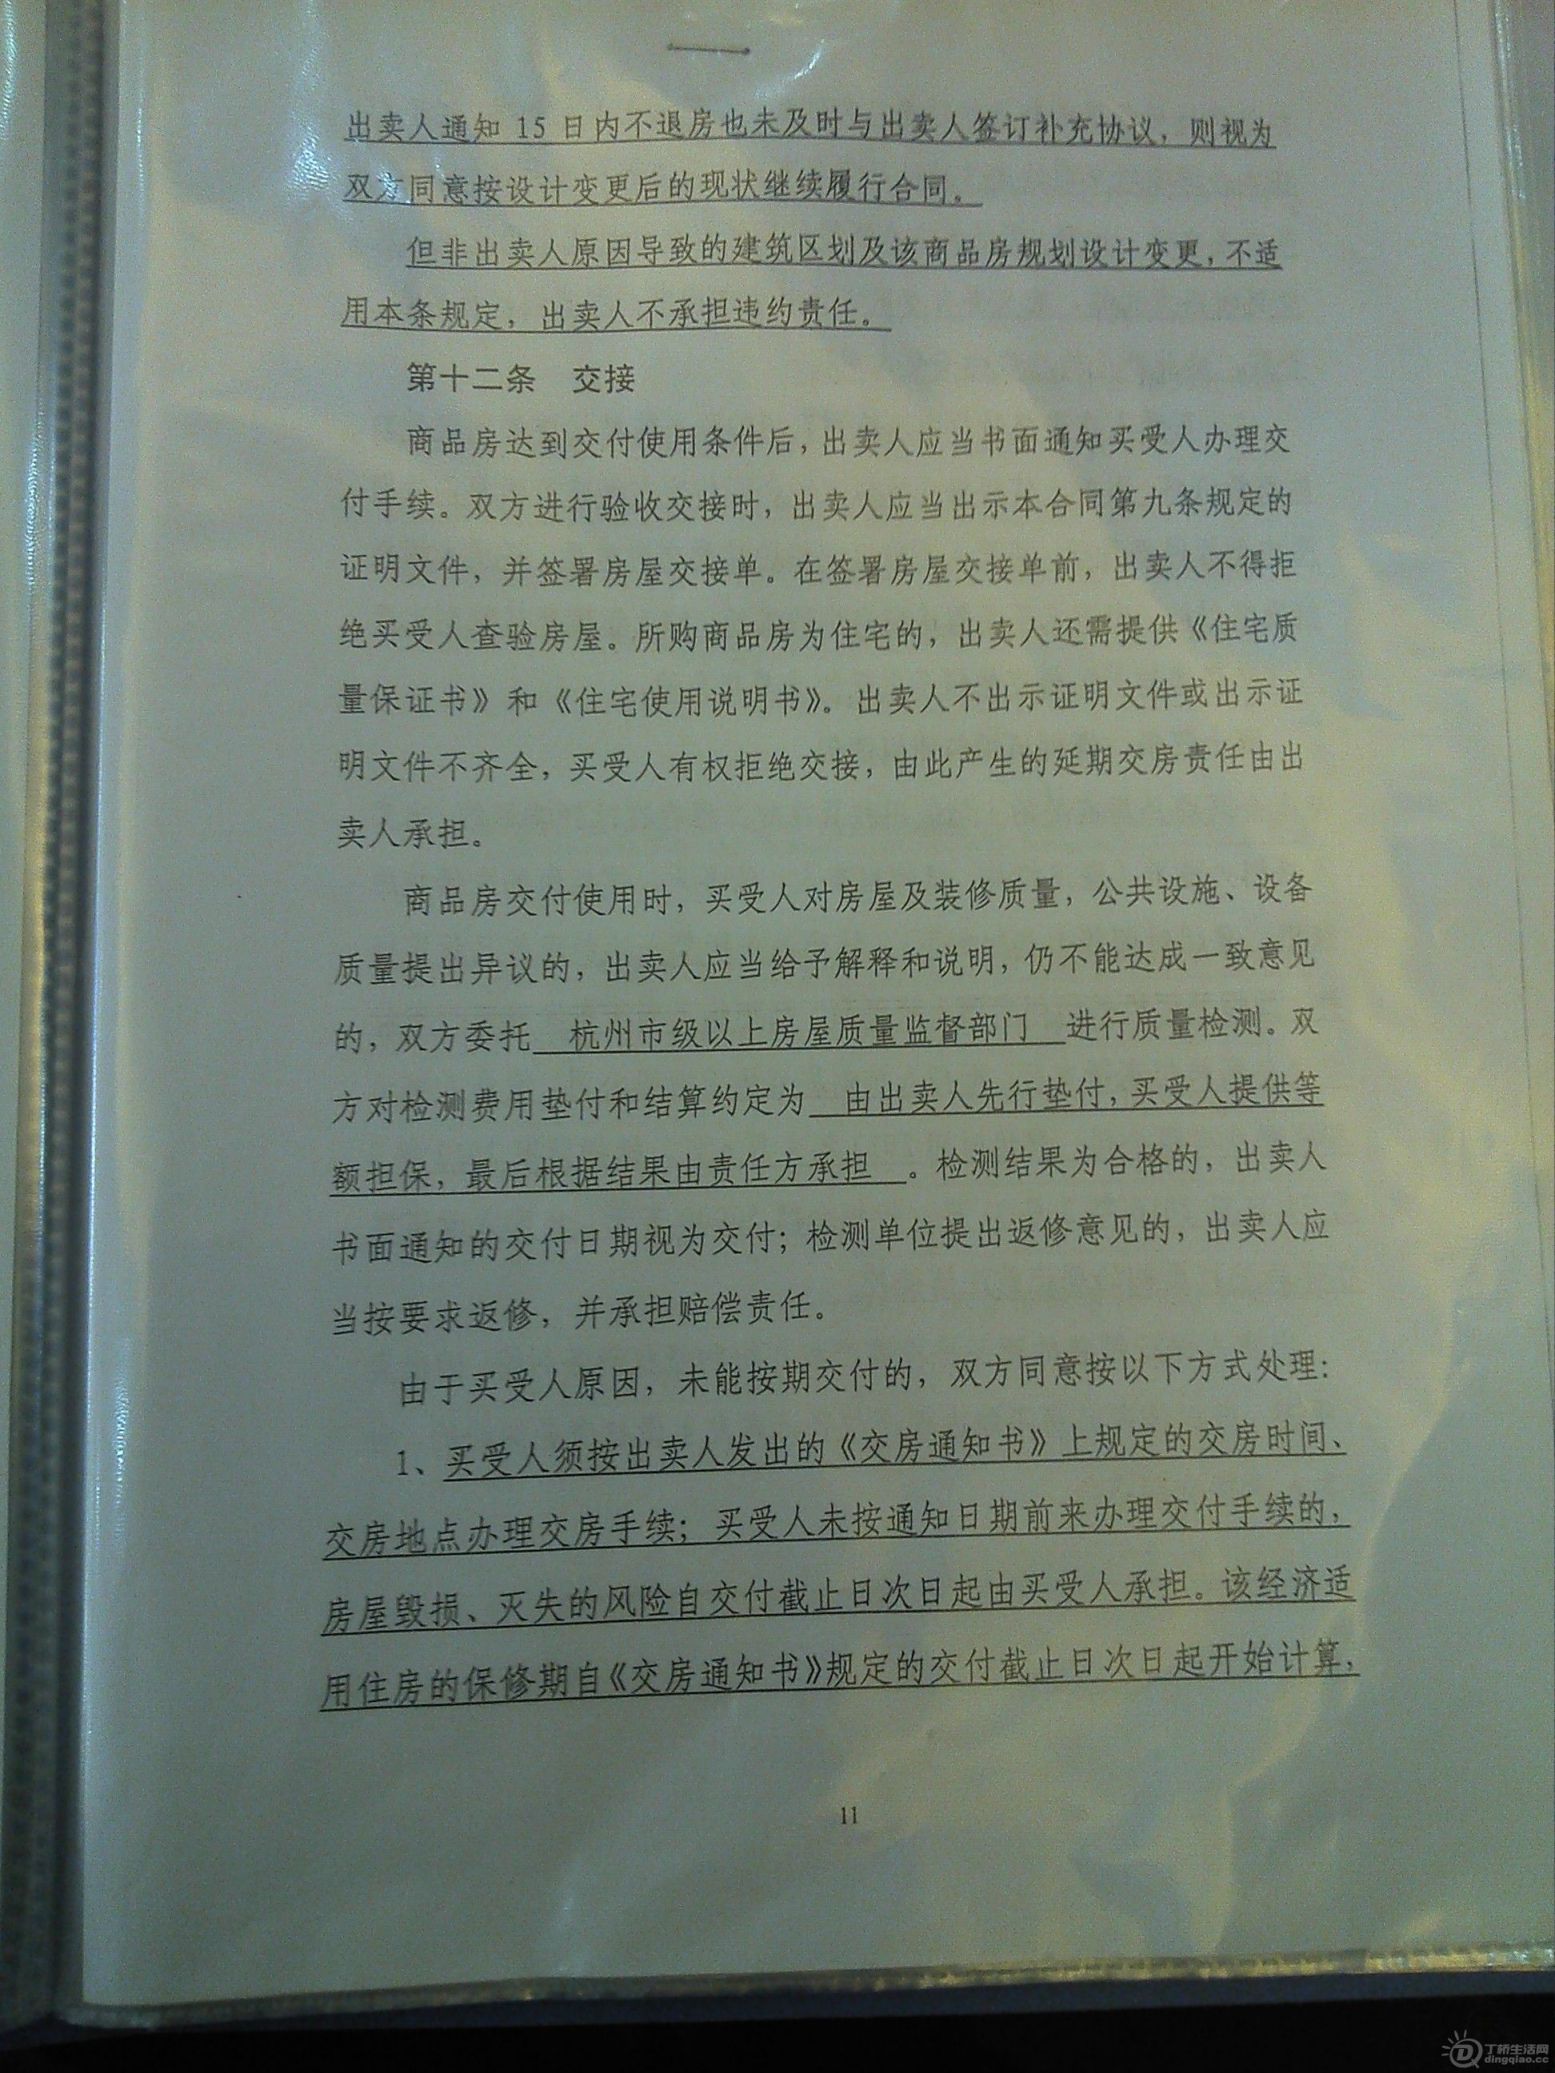 出卖人通知 15 日内不退房也未及时与出卖人签订补充协议，则视为
双方同意按设计变更后的现状继续履行合同。
但非出卖人原因导致的建筑区划及该商品房规划设计变更，不适
用本条规定，出卖人不承担违约责任。
第十二条　交接
商品房达到交付使用条件后，出卖人应当书面通知买受人办理交
付手续。双方进行验收交接时，出卖人应当出示本合同第九条规定的
证明文件，并签署房屋交接单。在签署房屋交接单前，出卖人不得拒
绝买受人查验房屋。所购商品房为住宅的，出卖人还需提供《住宅质
量保证书》和《住宅使用说明书》。出卖人不出示证明文件或出示证
明文件不齐全，买受人有权拒绝交接，由此产生的延期交房责任由出
卖人承担。
商品房交付使用时，买受人对房屋及装修质量，公共设施、设备
质量提出异议的，出卖人应当给予解释和说明，仍不能达成一致意见
的，双方委托　杭州市级以上房屋质量监督部门　进行质量检测。双
方对检测费用垫付和结算约定为　由出卖人先行垫付，买受人提供等
额担保，最后根据结果由责任方承担　。检测结果为合格的，出卖人
书面通知的交付日期视为交付；检测单位提出返修意见的，出卖人应
当按要求返修，并承担赔偿责任。
由于买受人原因，未能按期交付的，双方同意按以下方式处理：
1、买受人须按出卖人发出的《交房通知书》上规定的交房时间、
交房地点办理交房手续；买受人未按通知日期前来办理交付手续的，
房屋毁损、灭失的风险自交付截止日次日起由买受人承担。该经济适
用住房的保修期自《交房通知书》规定的交付截止日次日起开始计算，
11
丁桥生活网
dingqiao.cc